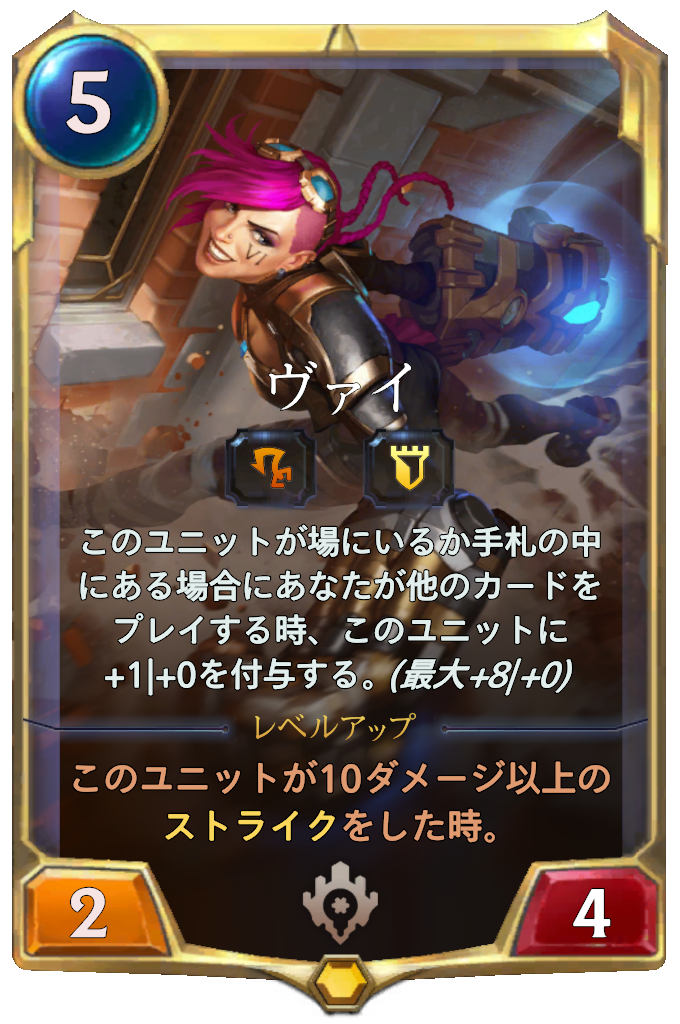 5
VI
ヴァイ
このユニットが場にいるか手札の中
にある場合にあなたが他のカードを
プレイする時、このユニットに
+1|+0を付与する。(最大+8|+0)
レベルアップ
このユニットが10ダメージ以上の
ストライクをした時。
2
4